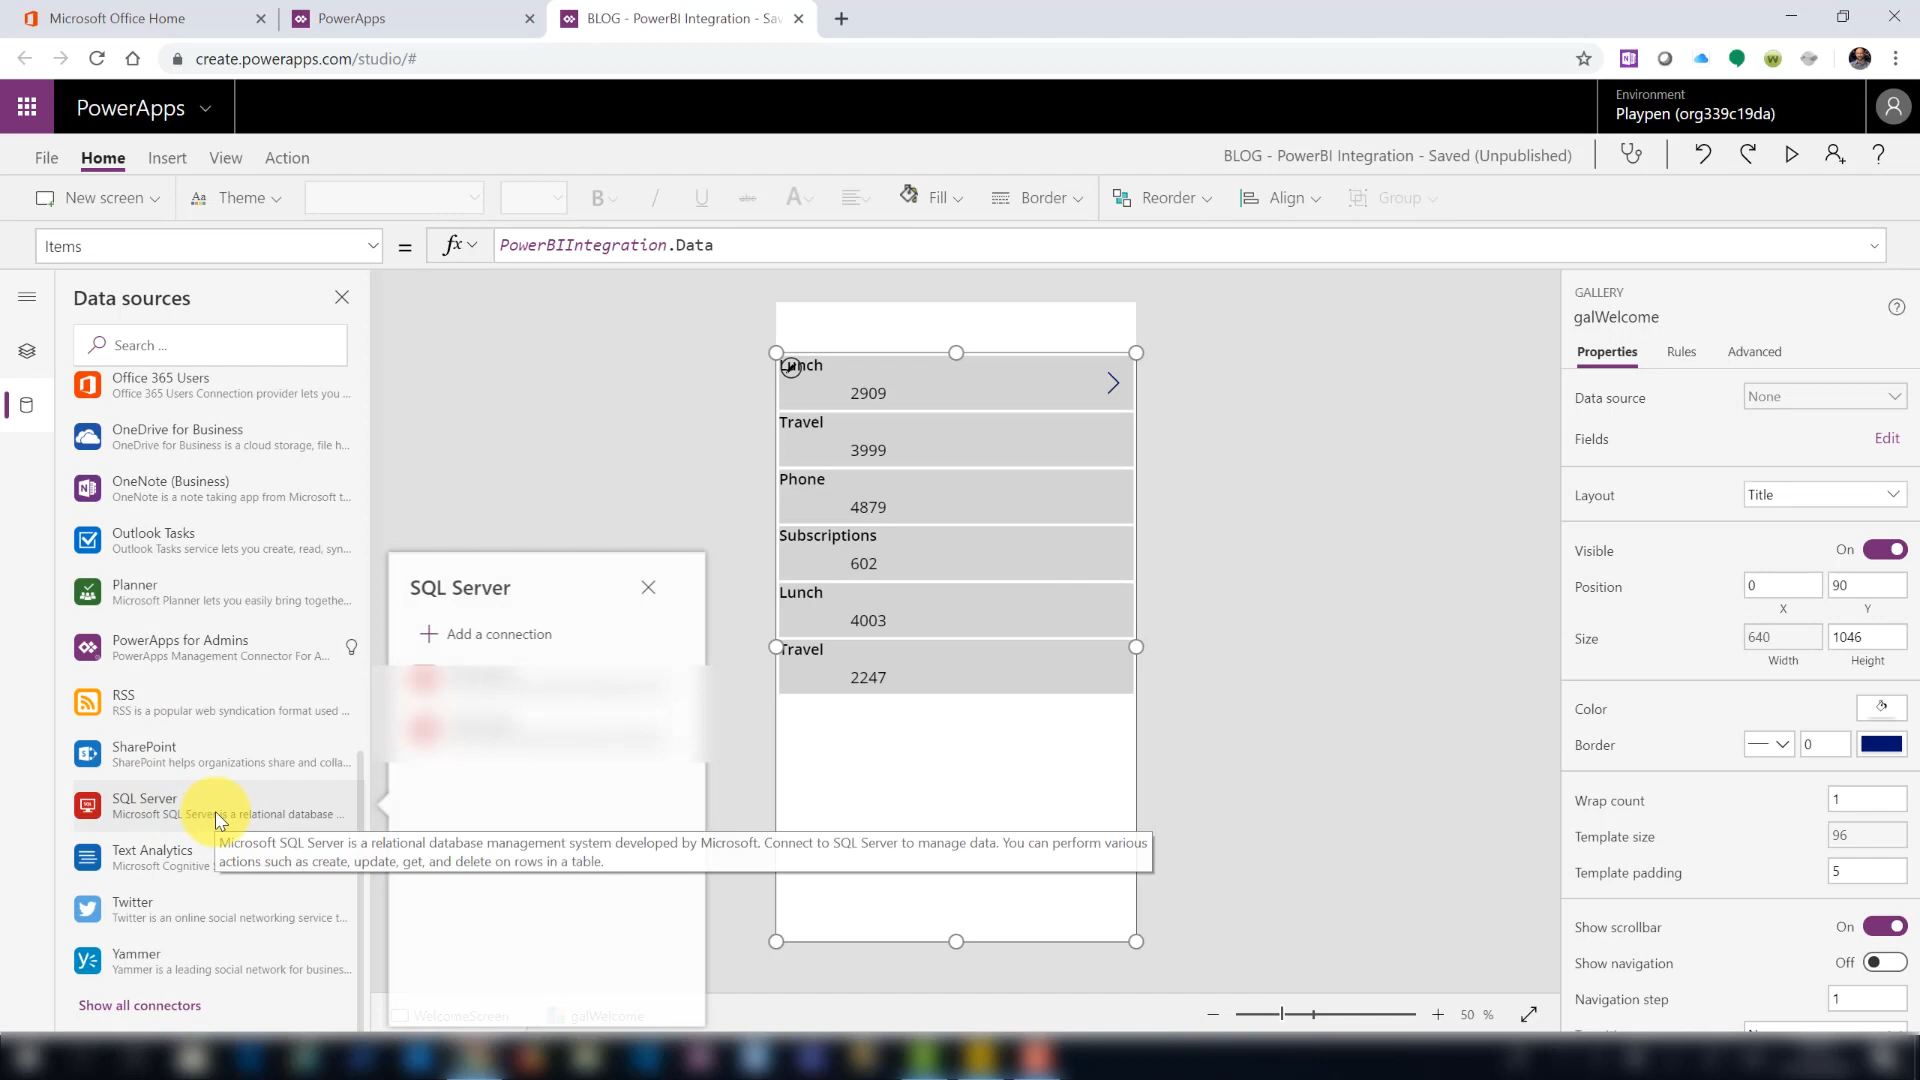 Microsoft Office Home
PowerApps
BLOG - PowerBI Integration - Sav
create.powerapps.com/studio/#
PowerApps
Environment
Playpen (org339c19da)
File Home Insert View Action
BLOG - PowerBI Integration - Saved (Unpublished)
New screen
Theme
B / U abc A
Fill
Border
Reorder
Align
Group
Items
= fx
PowerBIIntegration.Data
Data sources
Search ...
Office 365 Users
Office 365 Users Connection provider lets you ...
OneDrive for Business
OneDrive for Business is a cloud storage, file h...
OneNote (Business)
OneNote is a note taking app from Microsoft t...
Outlook Tasks
Outlook Tasks service lets you create, read, syn...
Planner
Microsoft Planner lets you easily bring togethe...
PowerApps for Admins
PowerApps Management Connector For A...
RSS
RSS is a popular web syndication format used ...
SharePoint
SharePoint helps organizations share and colla...
SQL Server
Microsoft SQL Server is a relational database ...
Text Analytics
Microsoft Cognitive
Twitter
Twitter is an online social networking service t...
Yammer
Yammer is a leading social network for busines...
Show all connectors
SQL Server
Add a connection
Microsoft SQL Server is a relational database management system developed by Microsoft. Connect to SQL Server to manage data. You can perform various
actions such as create, update, get, and delete on rows in a table.
Lunch
2909
Travel
3999
Phone
4879
Subscriptions
602
Lunch
4003
Travel
2247
WelcomeScreen
galWelcome
50 %
GALLERY
galWelcome
Properties Rules Advanced
Data source None
Fields Edit
Layout Title
Visible On
Position 0 90
X Y
Size 640 1046
Width Height
Color
Border 0
Wrap count 1
Template size 96
Template padding 5
Show scrollbar On
Show navigation Off
Navigation step 1